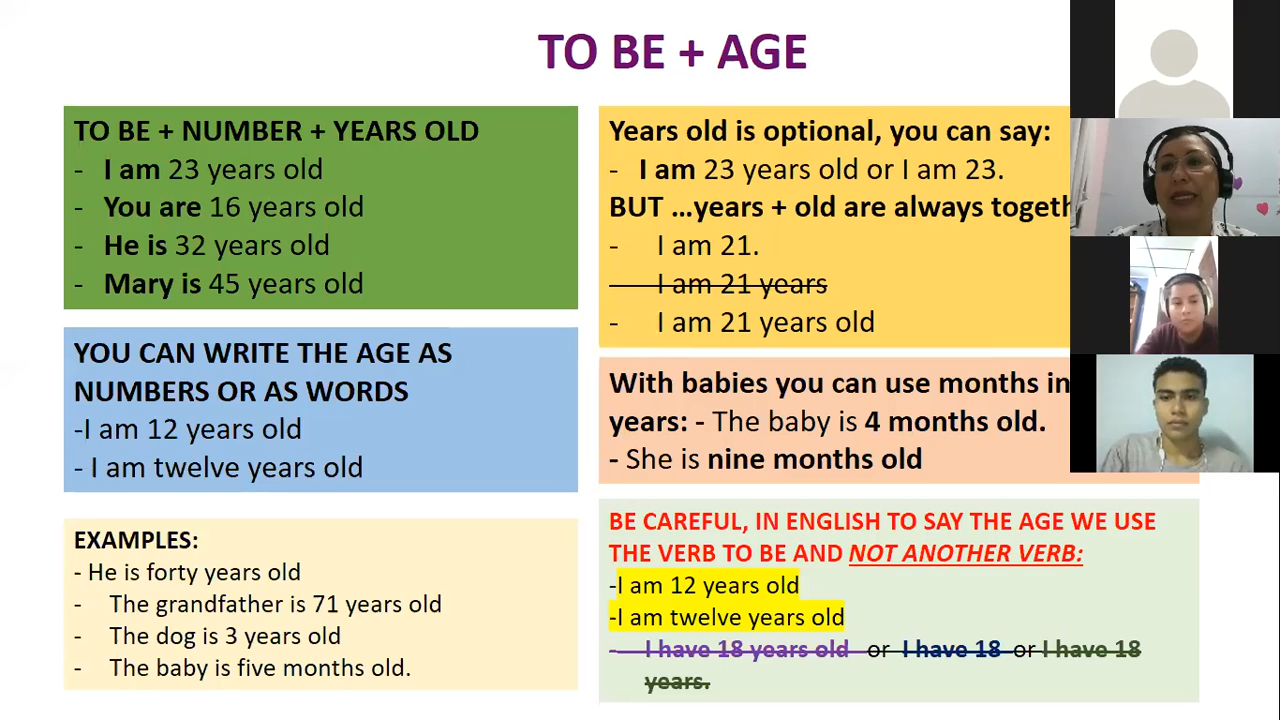 TO BE + AGE
TO BE + NUMBER + YEARS OLD
- I am 23 years old
- You are 16 years old
- He is 32 years old
- Mary is 45 years old
YOU CAN WRITE THE AGE AS
NUMBERS OR AS WORDS
-I am 12 years old
- I am twelve years old
EXAMPLES:
- He is forty years old
- The grandfather is 71 years old
- The dog is 3 years old
- The baby is five months old.
Years old is optional, you can say:
- I am 23 years old or I am 23.
BUT …years + old are always
- I am 21.
- I am 21 years
- I am 21 years old
With babies you can use months in
years: - The baby is 4 months old.
- She is nine months old
BE CAREFUL, IN ENGLISH TO SAY THE AGE WE USE
THE VERB TO BE AND NOT ANOTHER VERB:
-I am 12 years old
-I am twelve years old
- I have 18 years old or I have 18 or I have 18
years.